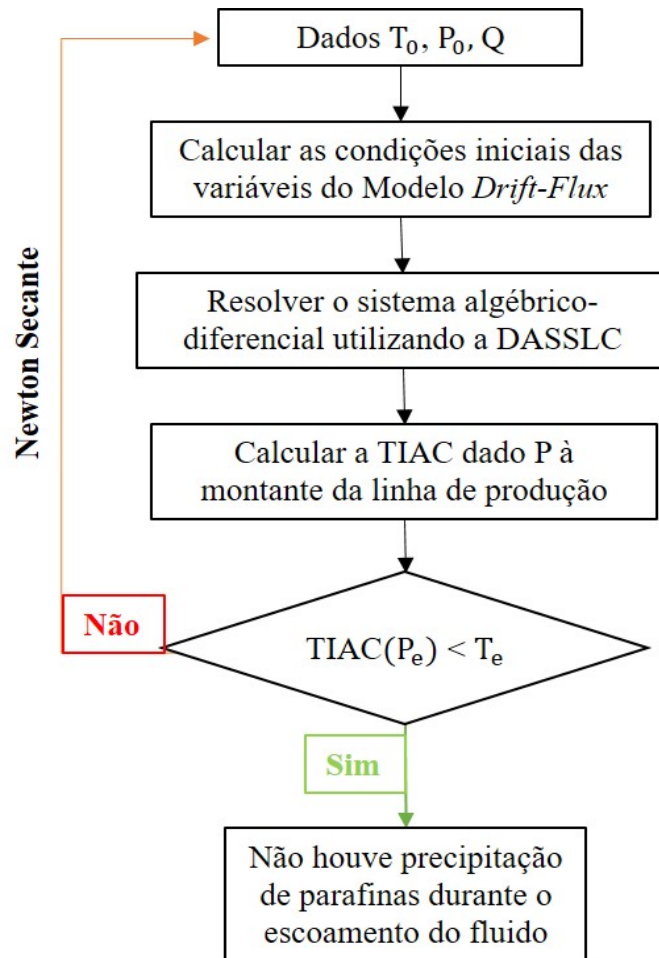 Dados T₀, P₀, Q
Calcular as condições iniciais das
variáveis do Modelo Drift-Flux
Resolver o sistema algébrico-
diferencial utilizando a DASSLC
Calcular a TIAC dado P à
montante da linha de produção
Newton Secante
Não
TIAC(Pₑ) < Tₑ
Sim
Não houve precipitação
de parafinas durante o
escoamento do fluido